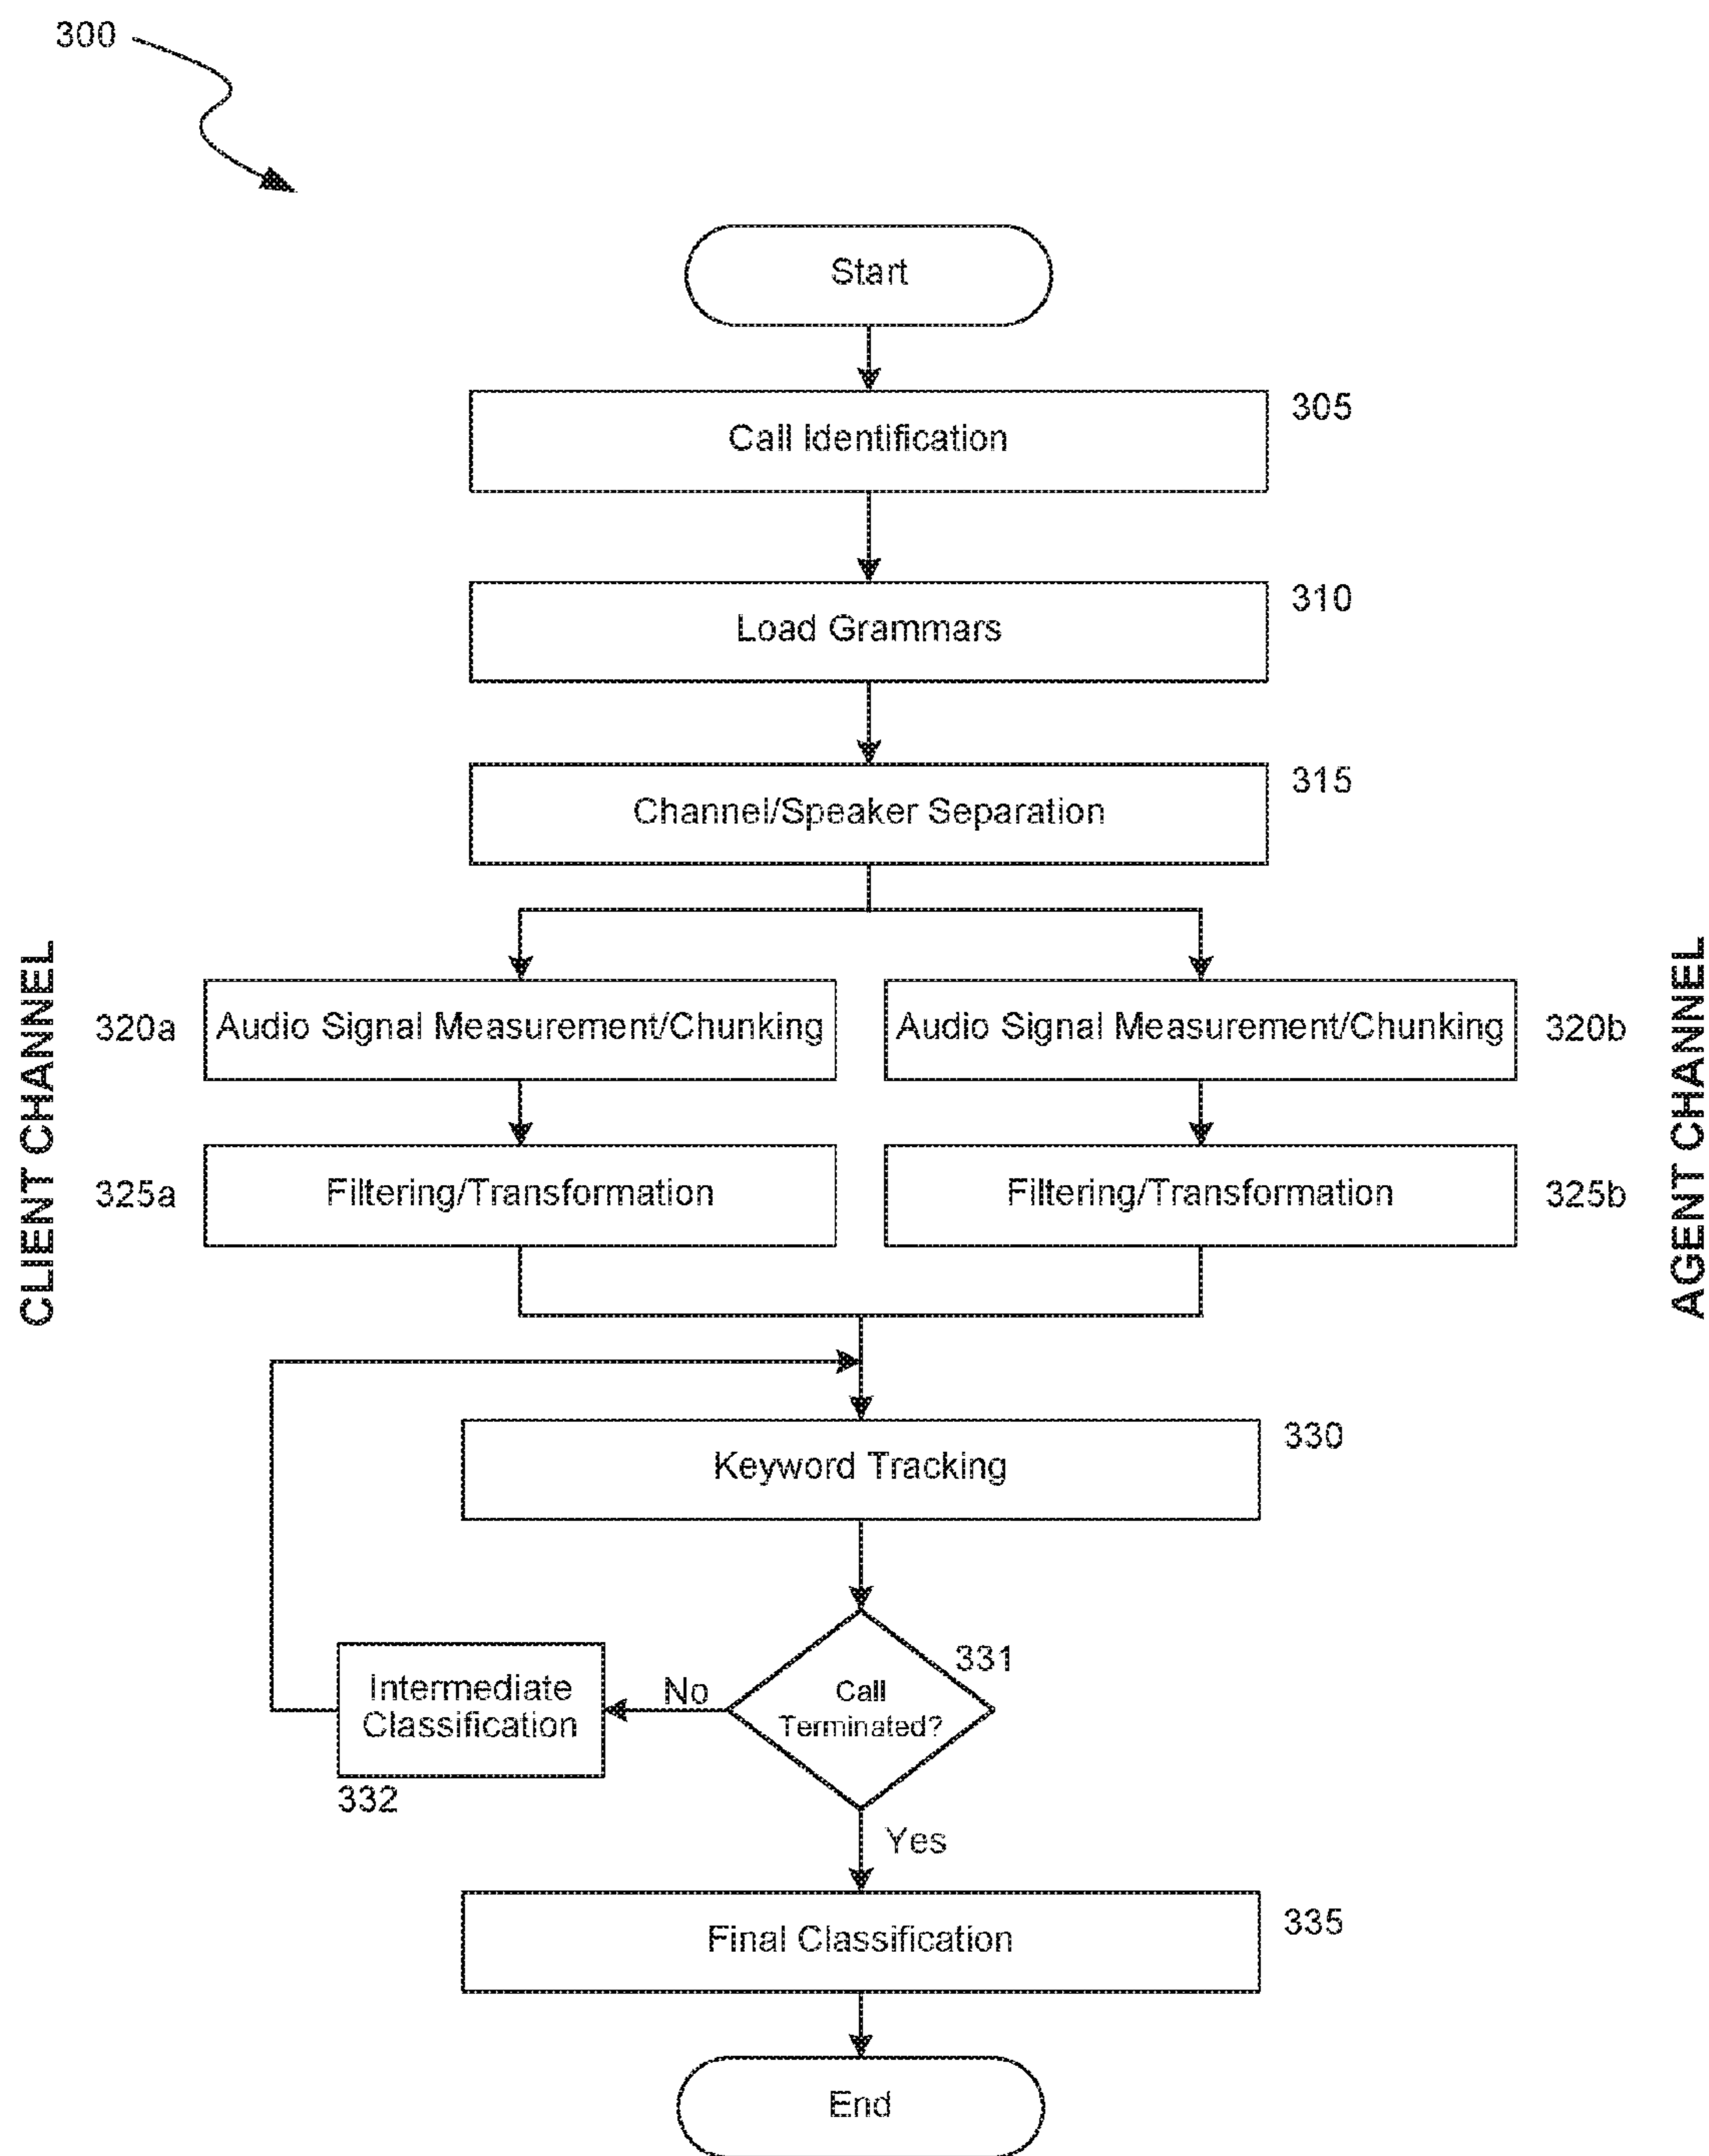 300
Start
305
Call Identification
310
Load Grammars
315
Channel/Speaker Separation
CLIENT CHANNEL
AGENT CHANNEL
320a
Audio Signal Measurement/Chunking
Audio Signal Measurement/Chunking
320b
325a
Filtering/Transformation
Filtering/Transformation
325b
330
Keyword Tracking
331
Call
Terminated?
No
Intermediate
Classification
332
Yes
335
Final Classification
End